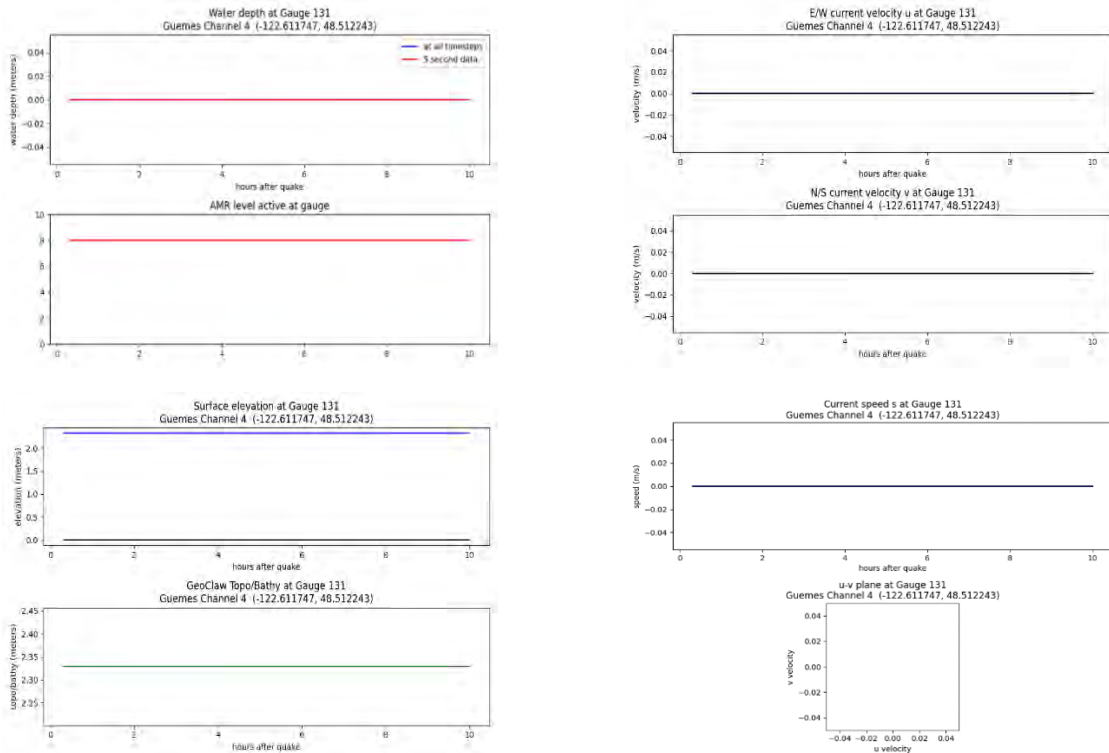 Water depth at Gauge 131
Guemes Channel 4 (-122.611747, 48.512243)
at all timesteps
5 second data
water depth (meters)
0.04
0.02
0.00
−0.02
−0.04
0 2 4 6 8 10
hours after quake
AMR level active at gauge
10
8
6
4
2
0
0 2 4 6 8 10
hours after quake
Surface elevation at Gauge 131
Guemes Channel 4 (-122.611747, 48.512243)
elevation (meters)
2.0
1.5
1.0
0.5
0.0
0 2 4 6 8 10
hours after quake
GeoClaw Topo/Bathy at Gauge 131
Guemes Channel 4 (-122.611747, 48.512243)
topo/bathy (meters)
2.45
2.40
2.35
2.30
2.25
0 2 4 6 8 10
hours after quake
E/W current velocity u at Gauge 131
Guemes Channel 4 (-122.611747, 48.512243)
velocity (m/s)
0.04
0.02
0.00
−0.02
−0.04
0 2 4 6 8 10
hours after quake
N/S current velocity v at Gauge 131
Guemes Channel 4 (-122.611747, 48.512243)
velocity (m/s)
0.04
0.02
0.00
−0.02
−0.04
0 2 4 6 8 10
hours after quake
Current speed s at Gauge 131
Guemes Channel 4 (-122.611747, 48.512243)
speed (m/s)
0.04
0.02
0.00
−0.02
−0.04
0 2 4 6 8 10
hours after quake
u-v plane at Gauge 131
Guemes Channel 4 (-122.611747, 48.512243)
v velocity
0.04
0.02
0.00
−0.02
−0.04
−0.04 −0.02 0.00 0.02 0.04
u velocity